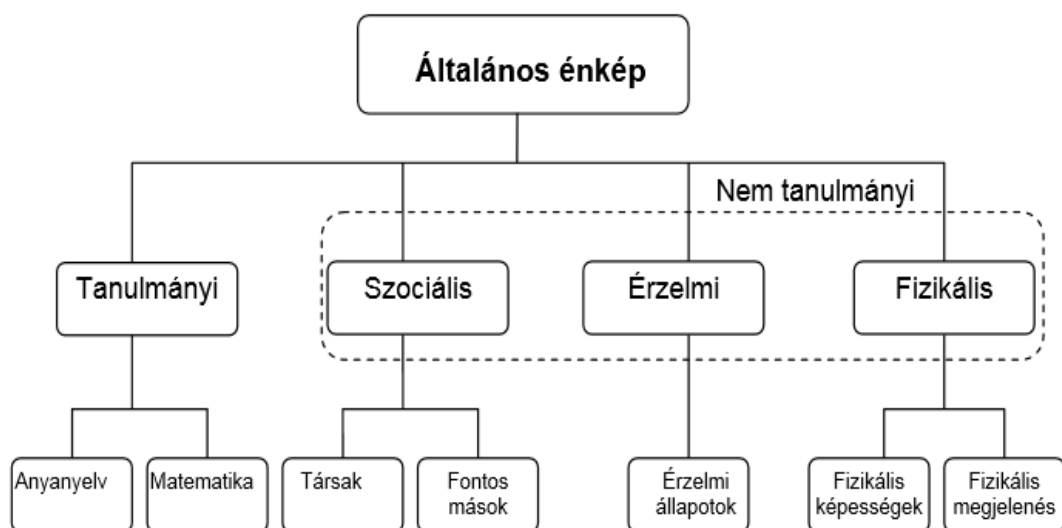 Általános énkép
Nem tanulmányi
Tanulmányi
Szociális
Érzelmi
Fizikális
Anyanyelv
Matematika
Társak
Fontos
mások
Érzelmi
állapotok
Fizikális
képességek
Fizikális
megjelenés